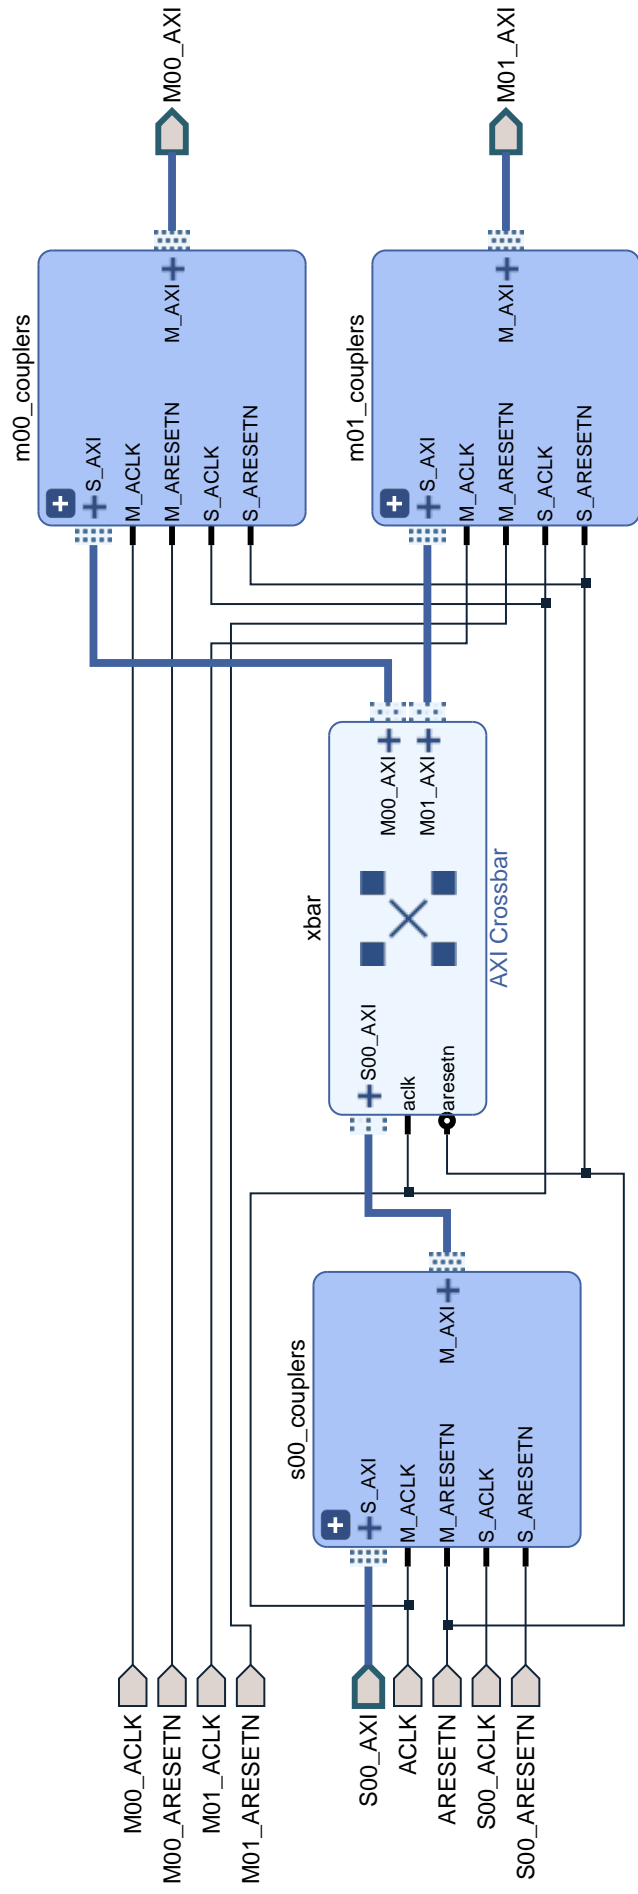 M00_ACLK
M00_ARESETN
M01_ACLK
M01_ARESETN
S00_AXI
ACLK
ARESETN
S00_ACLK
S00_ARESETN
s00_couplers
S_AXI
M_ACLK
M_ARESETN
S_ACLK
S_ARESETN
M_AXI
xbar
S00_AXI
aclk
aresetn
M00_AXI
M01_AXI
AXI Crossbar
m00_couplers
S_AXI
M_ACLK
M_ARESETN
S_ACLK
S_ARESETN
M_AXI
m01_couplers
S_AXI
M_ACLK
M_ARESETN
S_ACLK
S_ARESETN
M_AXI
M00_AXI
M01_AXI